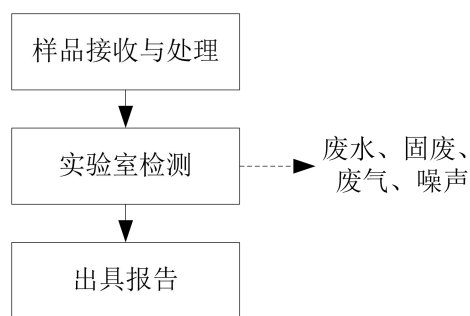 样品接收与处理
实验室检测
废水、固废、
废气、噪声
出具报告